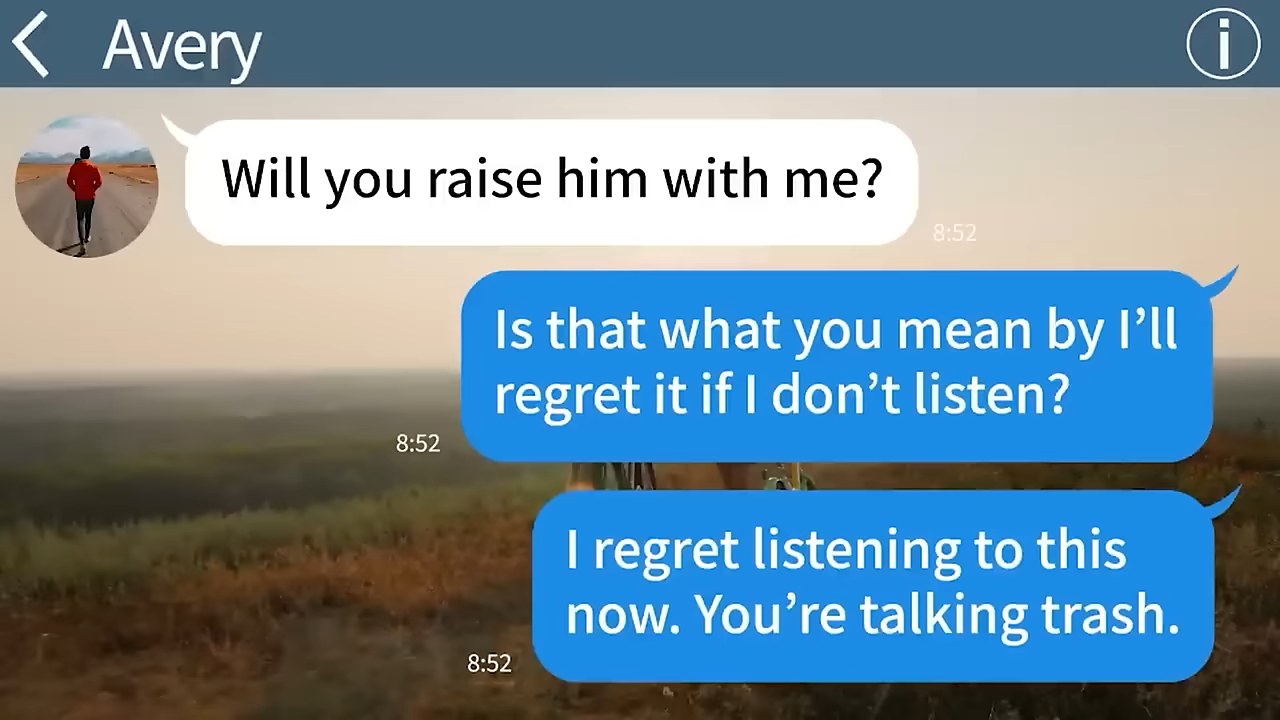 Avery
Will you raise him with me?
8:52
Is that what you mean by I’ll
regret it if I don’t listen?
8:52
I regret listening to this
now. You’re talking trash.
8:52